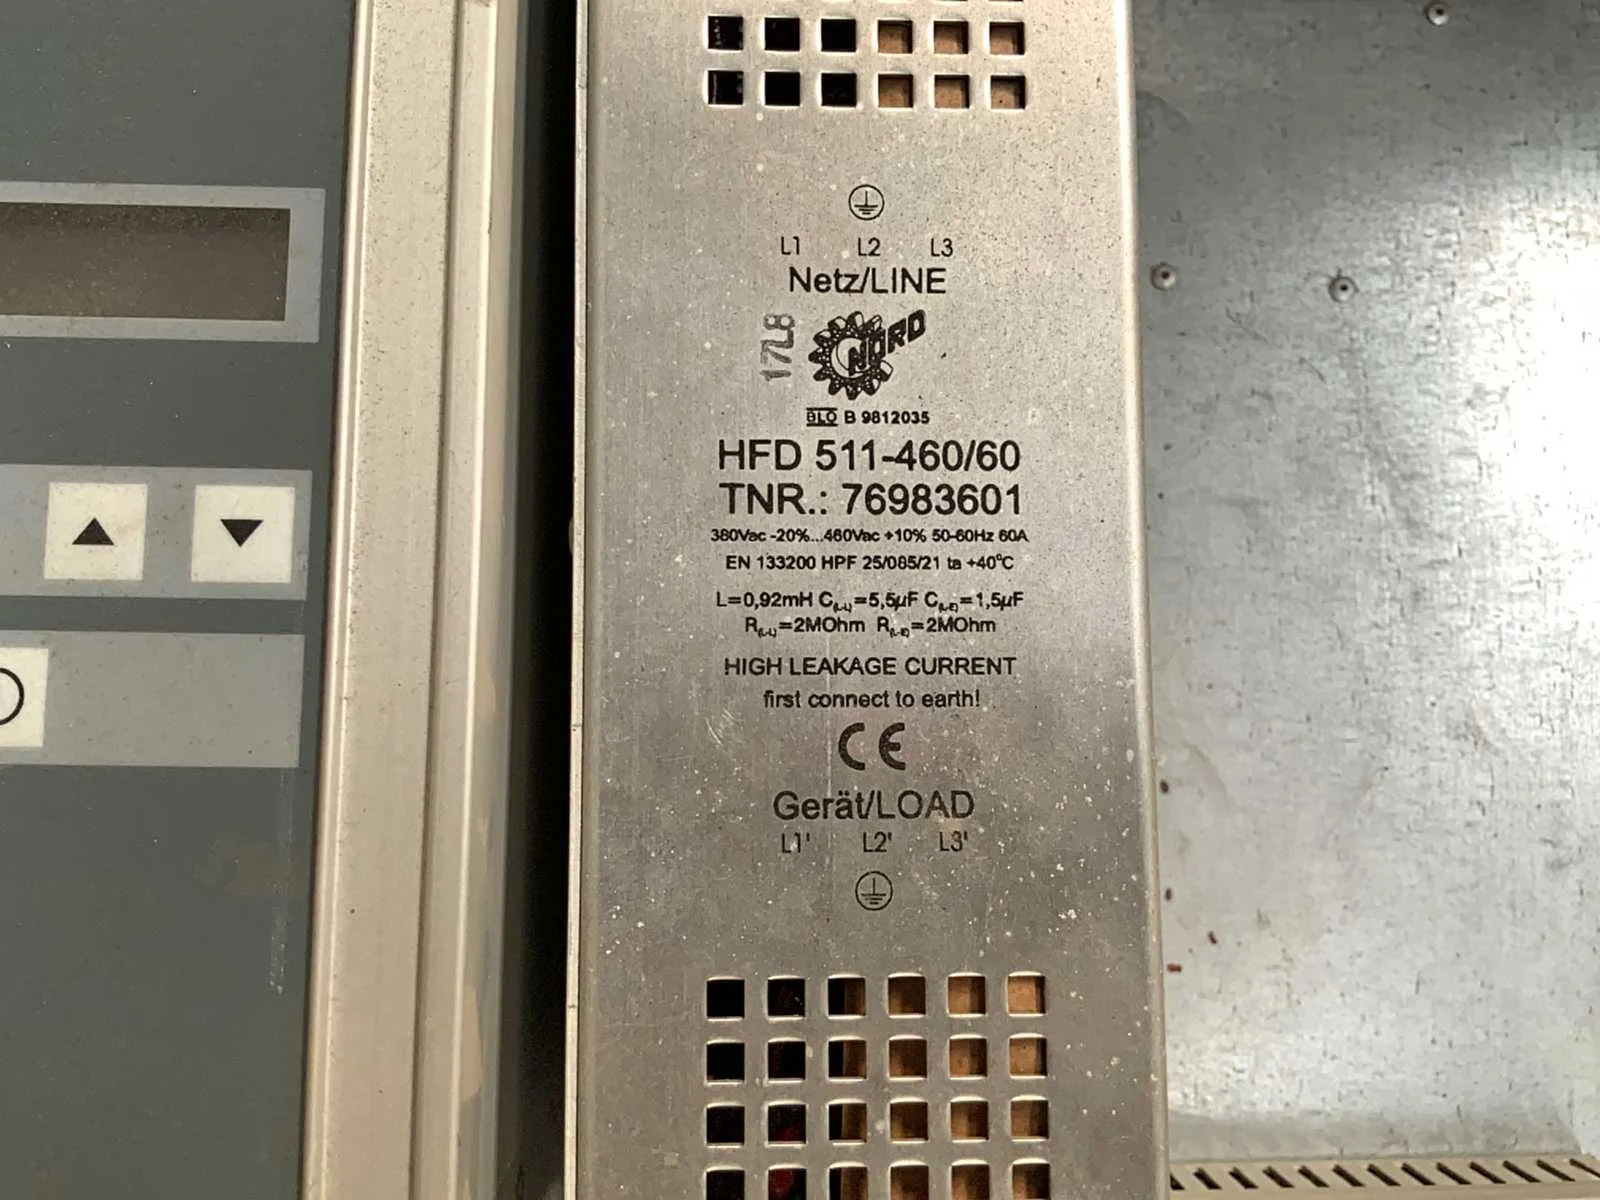 L1 L2 L3
Netz/LINE
17L8
NORD
BLO B 9812035
HFD 511-460/60
TNR.: 76983601
380Vac -20%...460Vac +10% 50-60Hz 60A
EN 133200 HPF 25/085/21 ta +40°C
L=0,92mH C(L-L)=5,5µF C(L-E)=1,5µF
R(L-L)=2MOhm R(L-E)=2MOhm
HIGH LEAKAGE CURRENT
first connect to earth!
CE
Gerät/LOAD
L1' L2' L3'